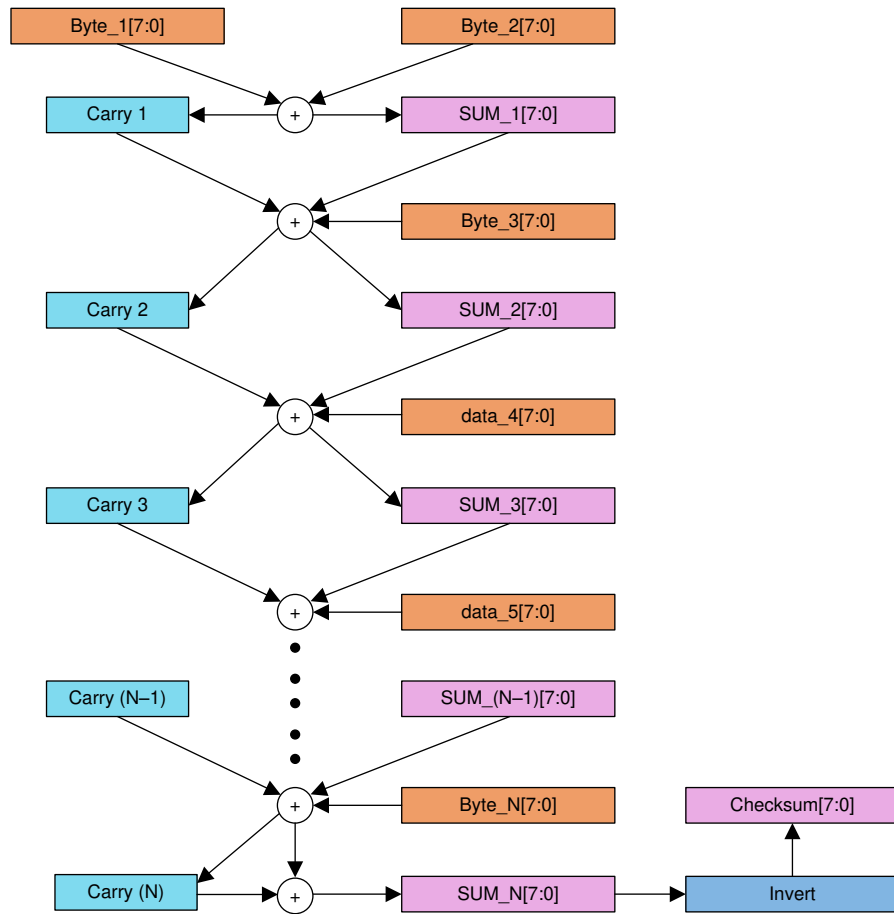 Byte_1[7:0]
Byte_2[7:0]
Carry 1
+
SUM_1[7:0]
+
Byte_3[7:0]
Carry 2
SUM_2[7:0]
+
data_4[7:0]
Carry 3
SUM_3[7:0]
+
data_5[7:0]
Carry (N–1)
SUM_(N–1)[7:0]
+
Byte_N[7:0]
Checksum[7:0]
Carry (N)
+
SUM_N[7:0]
Invert